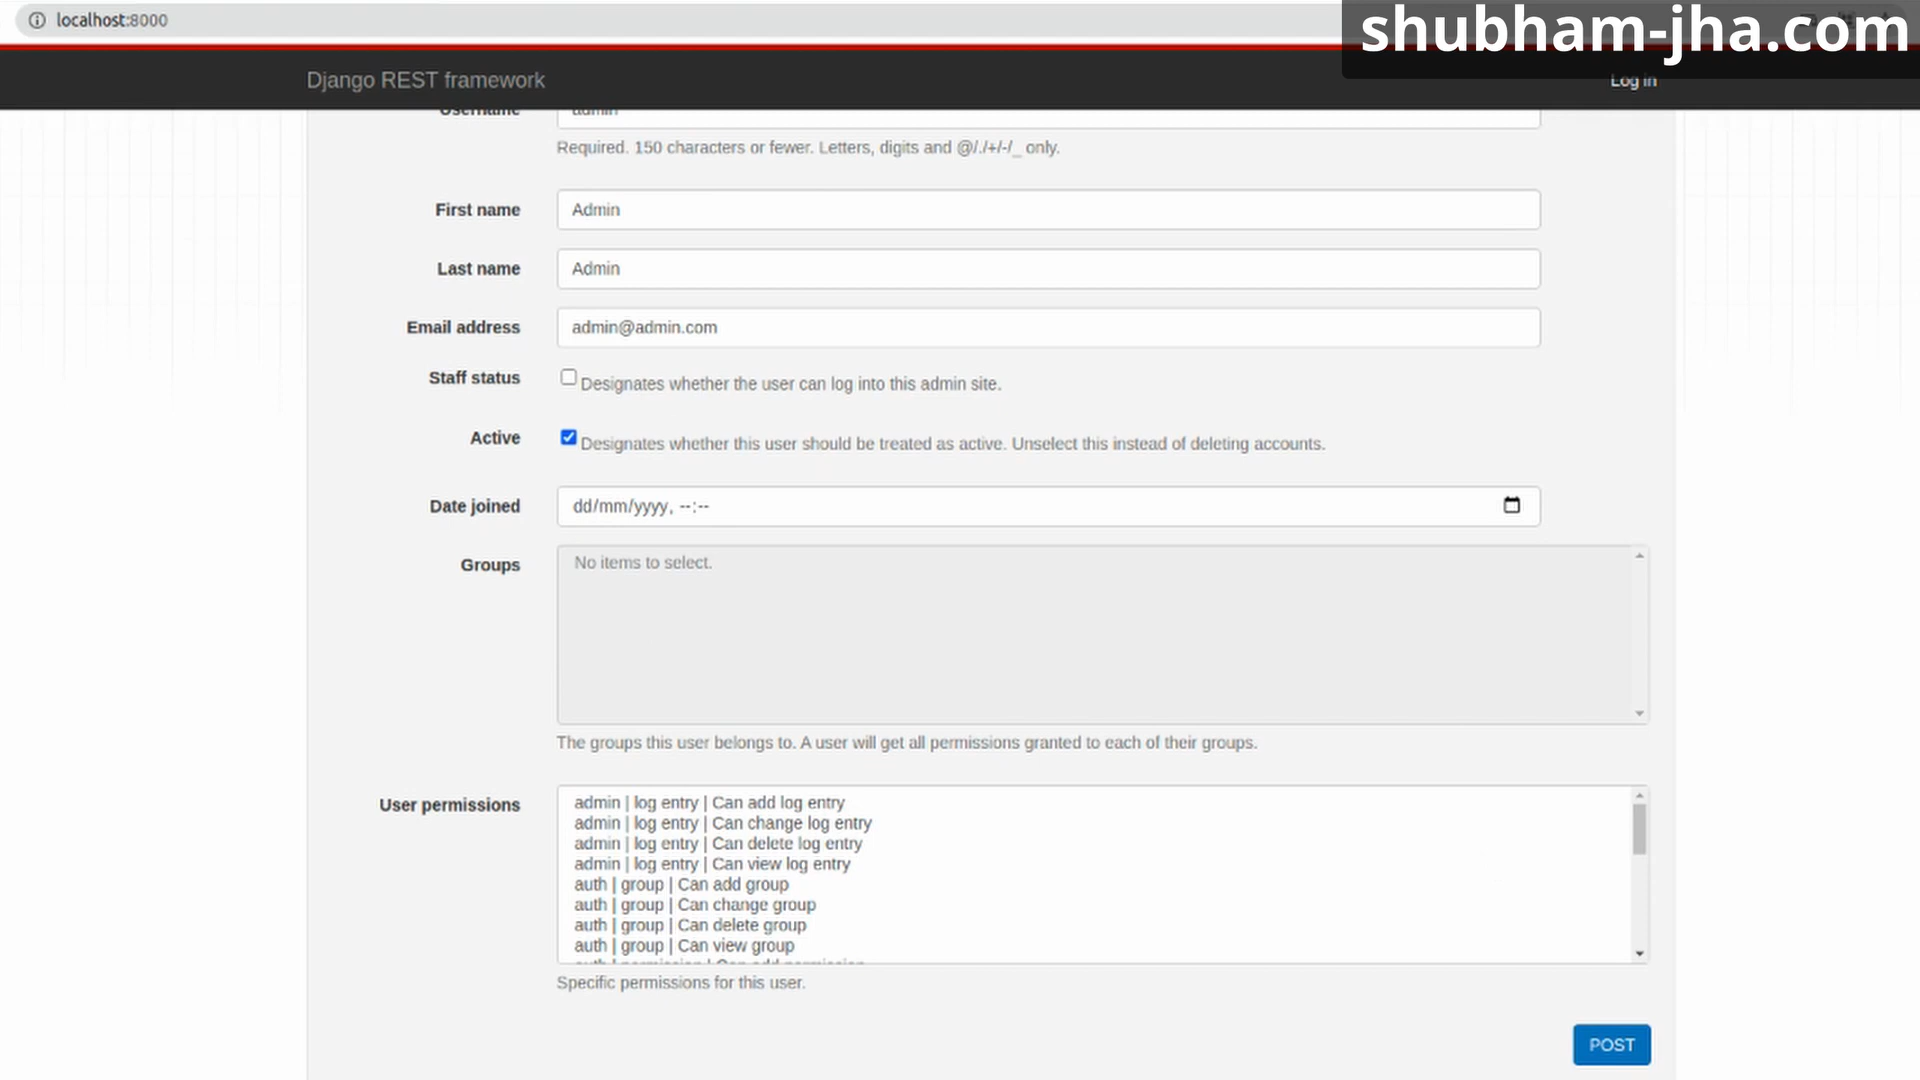 localhost:8000
shubham-jha.com
Django REST framework
Log in
Username
admin
Required. 150 characters or fewer. Letters, digits and @/./+/-/_ only.
First name
Admin
Last name
Admin
Email address
admin@admin.com
Staff status
Designates whether the user can log into this admin site.
Active
Designates whether this user should be treated as active. Unselect this instead of deleting accounts.
Date joined
dd/mm/yyyy, --:--
Groups
No items to select.
The groups this user belongs to. A user will get all permissions granted to each of their groups.
User permissions
admin | log entry | Can add log entry
admin | log entry | Can change log entry
admin | log entry | Can delete log entry
admin | log entry | Can view log entry
auth | group | Can add group
auth | group | Can change group
auth | group | Can delete group
auth | group | Can view group
auth | permission | Can add permission
Specific permissions for this user.
POST